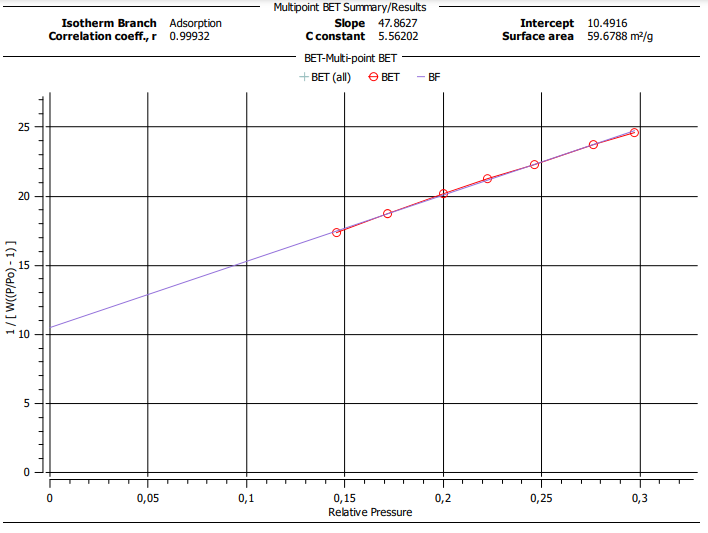 Multipoint BET Summary/Results
Isotherm Branch Adsorption Slope 47.8627 Intercept 10.4916
Correlation coeff., r 0.99932 C constant 5.56202 Surface area 59.6788 m²/g
BET-Multi-point BET
BET (all) BET BF
25
20
15
10
5
0
1 / [ W((P/Po) - 1) ]
0 0,05 0,1 0,15 0,2 0,25 0,3
Relative Pressure